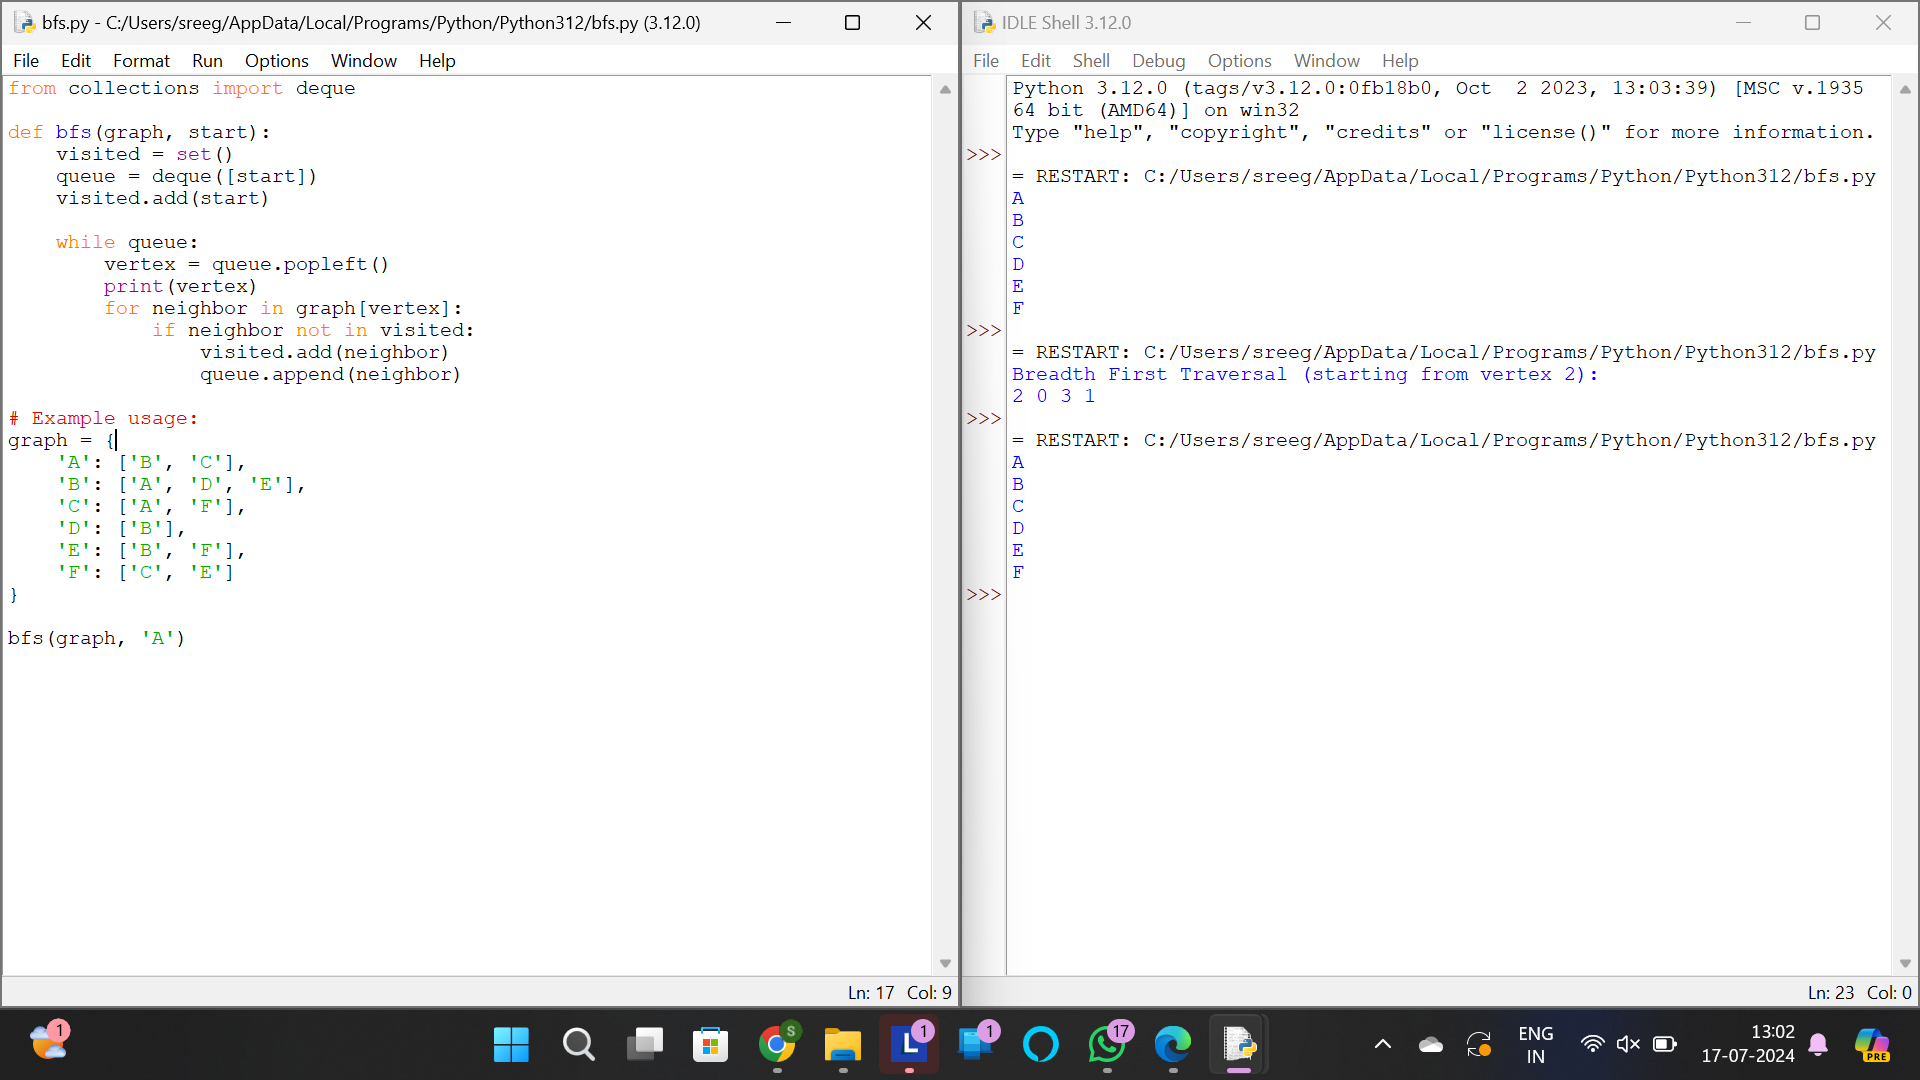 bfs.py - C:/Users/sreeg/AppData/Local/Programs/Python/Python312/bfs.py (3.12.0)
File Edit Format Run Options Window Help
from collections import deque
def bfs(graph, start):
    visited = set()
    queue = deque([start])
    visited.add(start)
    while queue:
        vertex = queue.popleft()
        print(vertex)
        for neighbor in graph[vertex]:
            if neighbor not in visited:
                visited.add(neighbor)
                queue.append(neighbor)
# Example usage:
graph = {
    'A': ['B', 'C'],
    'B': ['A', 'D', 'E'],
    'C': ['A', 'F'],
    'D': ['B'],
    'E': ['B', 'F'],
    'F': ['C', 'E']
}
bfs(graph, 'A')
Ln: 17 Col: 9
IDLE Shell 3.12.0
File Edit Shell Debug Options Window Help
Python 3.12.0 (tags/v3.12.0:0fb18b0, Oct  2 2023, 13:03:39) [MSC v.1935
64 bit (AMD64)] on win32
Type "help", "copyright", "credits" or "license()" for more information.
>>>
= RESTART: C:/Users/sreeg/AppData/Local/Programs/Python/Python312/bfs.py
A
B
C
D
E
F
>>>
= RESTART: C:/Users/sreeg/AppData/Local/Programs/Python/Python312/bfs.py
Breadth First Traversal (starting from vertex 2):
2 0 3 1
>>>
= RESTART: C:/Users/sreeg/AppData/Local/Programs/Python/Python312/bfs.py
A
B
C
D
E
F
>>>
Ln: 23 Col: 0
1
S
L 1
1
17
ENG
IN
13:02
17-07-2024
PRE